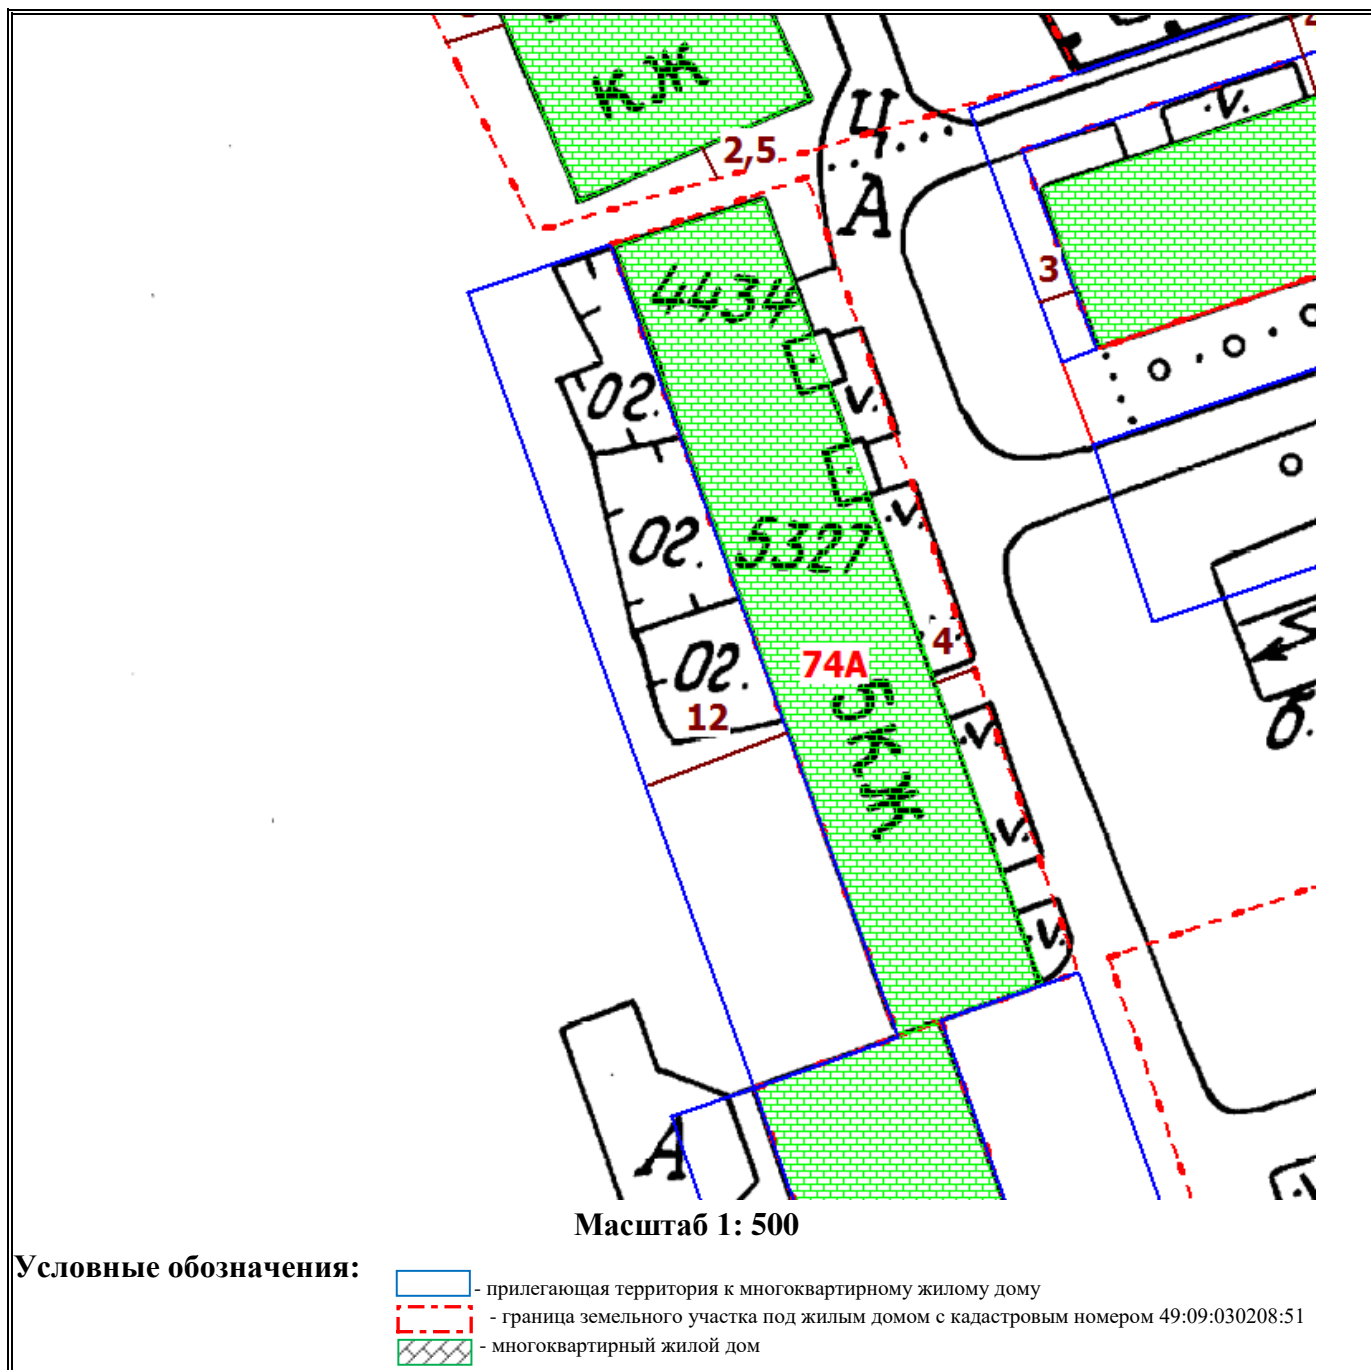 КЖ
2,5
Ц
А
v.
3
4434
02.
v.
02.
5327
v.
4
74А
02.
12
5КЖ
v.
v.
v.
б.
А
Масштаб 1: 500
Условные обозначения:
- прилегающая территория к многоквартирному жилому дому
- граница земельного участка под жилым домом с кадастровым номером 49:09:030208:51
- многоквартирный жилой дом